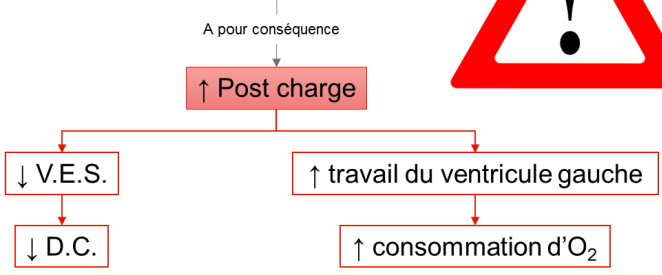 A pour conséquence
↑ Post charge
↓ V.E.S.
↑ travail du ventricule gauche
↓ D.C.
↑ consommation d'O₂